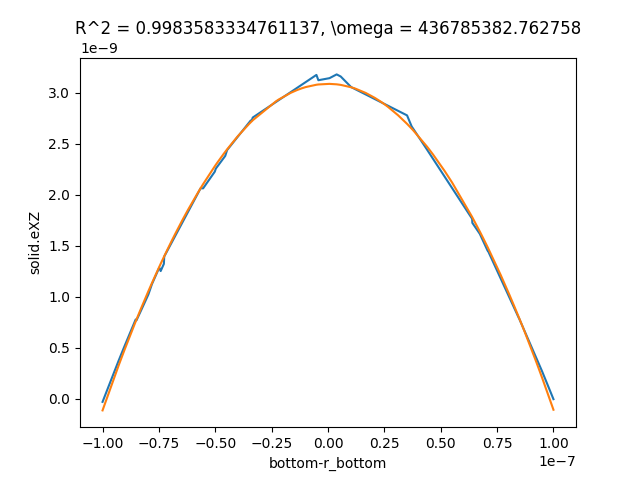 R^2 = 0.9983583334761137, \omega = 436785382.762758
1e−9
3.0
2.5
2.0
1.5
1.0
0.5
0.0
solid.eXZ
−1.00 −0.75 −0.50 −0.25 0.00 0.25 0.50 0.75 1.00
bottom-r_bottom
1e−7